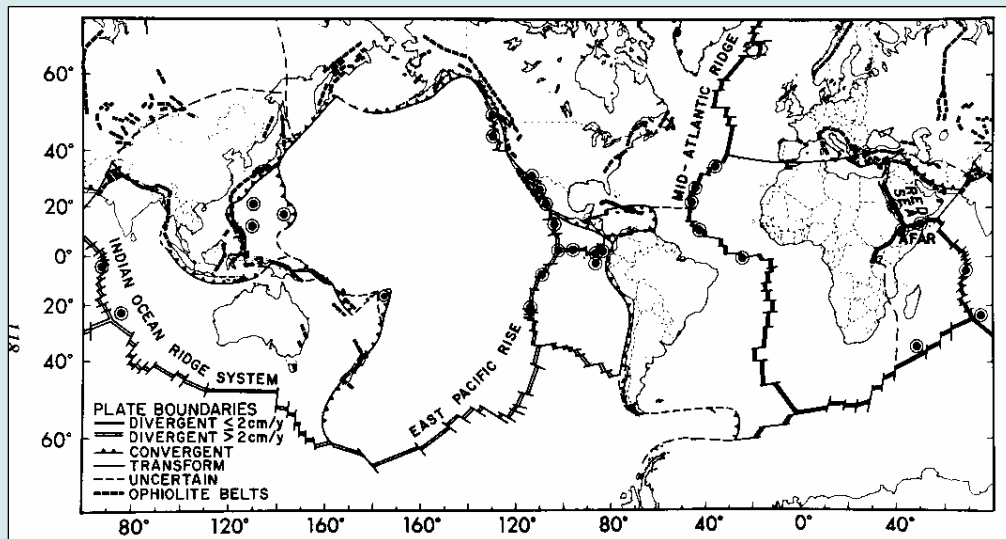 60°
40°
20°
0°
20°
40°
60°
MID-ATLANTIC RIDGE
RED SEA
AFAR
INDIAN OCEAN RIDGE SYSTEM
EAST PACIFIC RISE
118
PLATE BOUNDARIES
DIVERGENT ≤2cm/y
DIVERGENT >2cm/y
CONVERGENT
TRANSFORM
UNCERTAIN
OPHIOLITE BELTS
80° 120° 160° 160° 120° 80° 40° 0° 40°